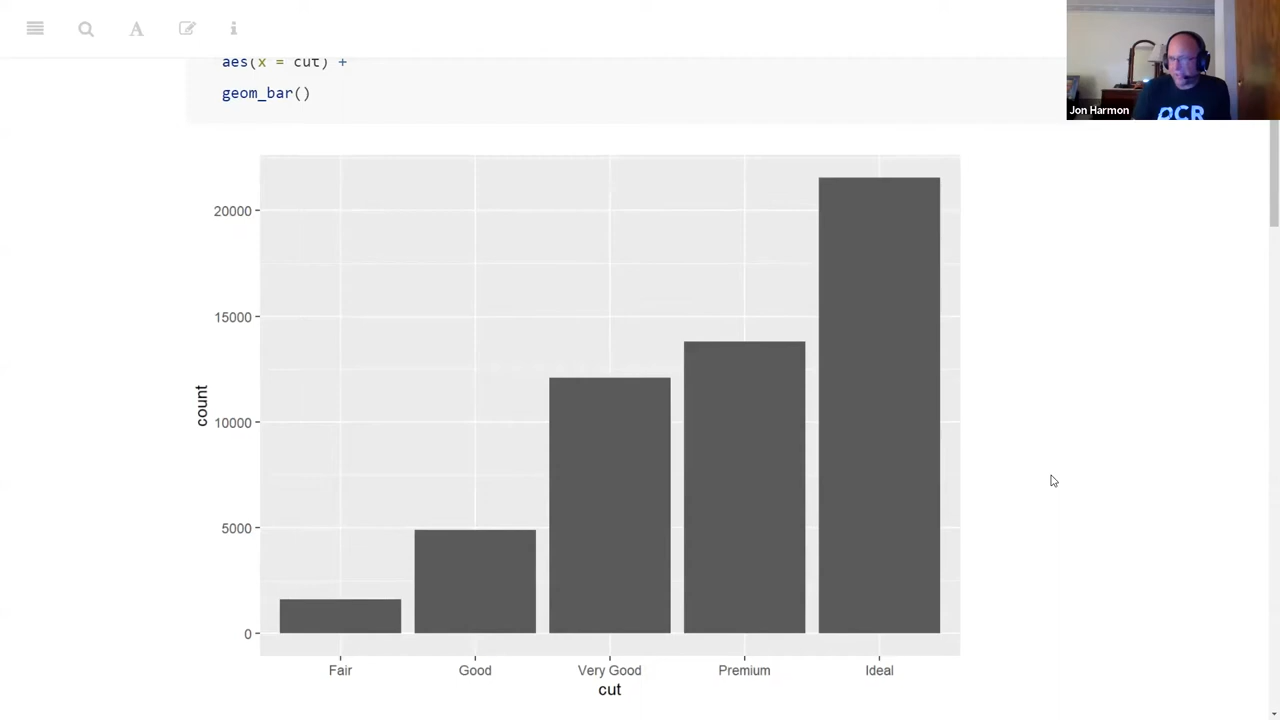 A
i
aes(x = cut) +
geom_bar()
Jon Harmon
20000
15000
10000
5000
0
count
Fair Good Very Good Premium Ideal
cut